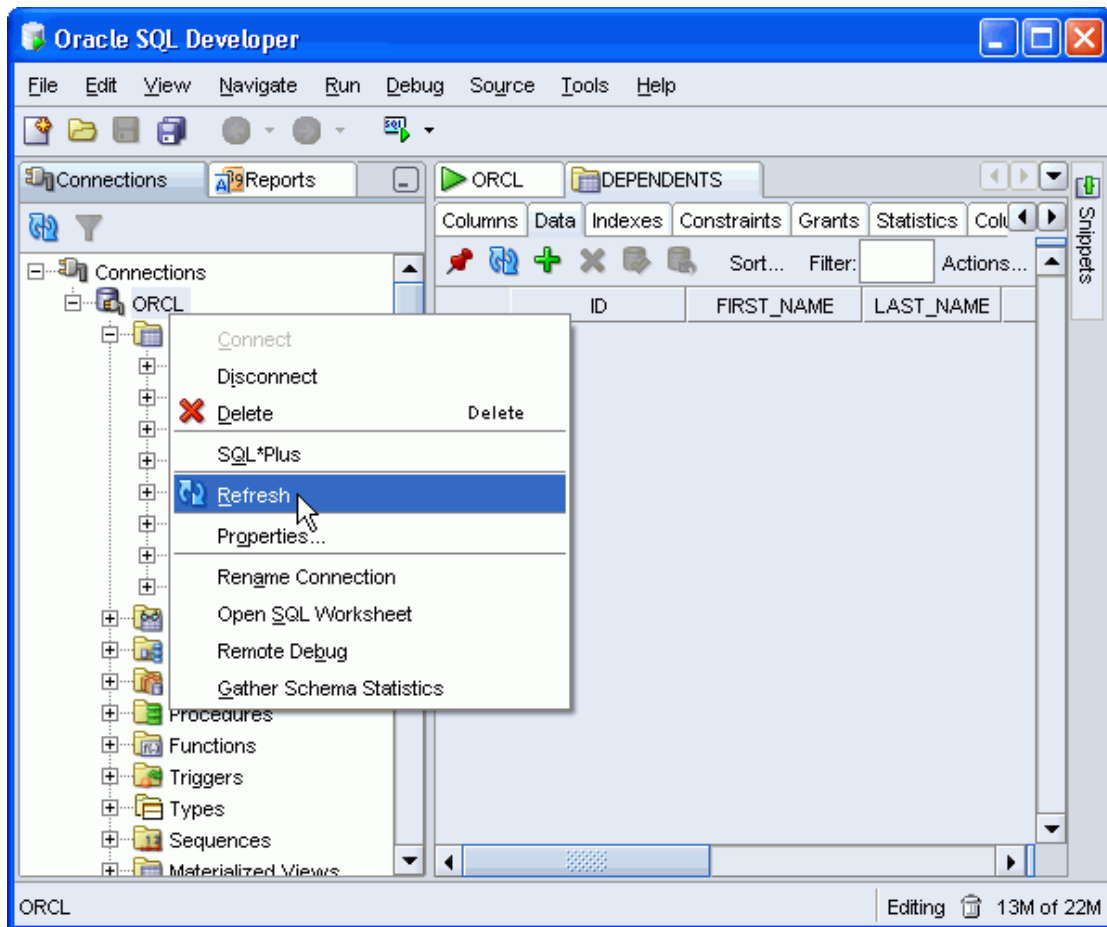 Oracle SQL Developer
File Edit View Navigate Run Debug Source Tools Help
SQL
Connections Reports
ORCL DEPENDENTS
Columns Data Indexes Constraints Grants Statistics Colu
Sort... Filter: Actions...
Snippets
ID FIRST_NAME LAST_NAME
Connections
ORCL
Connect
Disconnect
Delete Delete
SQL*Plus
Refresh
Properties...
Rename Connection
Open SQL Worksheet
Remote Debug
Gather Schema Statistics
Procedures
Functions
Triggers
Types
Sequences
Materialized Views
ORCL Editing 13M of 22M